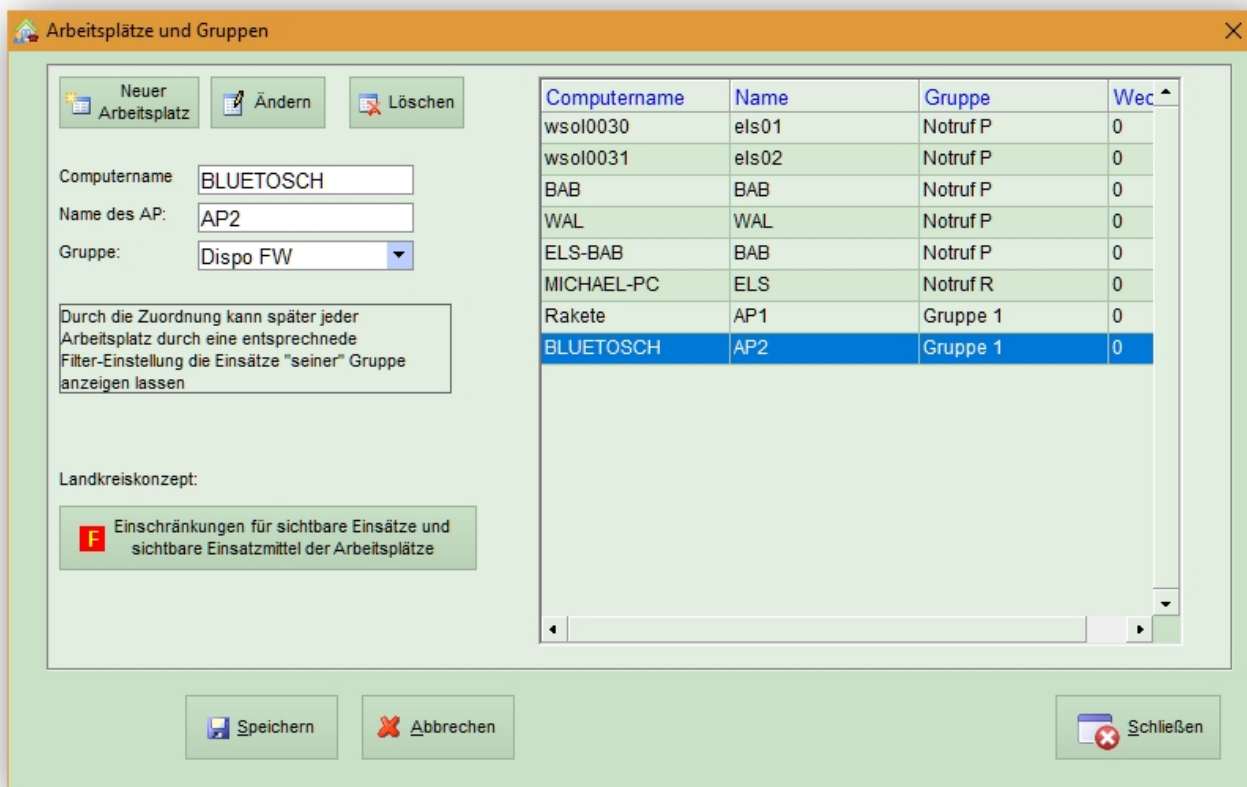 Arbeitsplätze und Gruppen
Neuer
Arbeitsplatz
Ändern
Löschen
Computername
BLUETOSCH
Name des AP:
AP2
Gruppe:
Dispo FW
Durch die Zuordnung kann später jeder
Arbeitsplatz durch eine entsprechnede
Filter-Einstellung die Einsätze "seiner" Gruppe
anzeigen lassen
Landkreiskonzept:
F
Einschränkungen für sichtbare Einsätze und
sichtbare Einsatzmittel der Arbeitsplätze
Computername Name Gruppe Wec
wsol0030 els01 Notruf P 0
wsol0031 els02 Notruf P 0
BAB BAB Notruf P 0
WAL WAL Notruf P 0
ELS-BAB BAB Notruf P 0
MICHAEL-PC ELS Notruf R 0
Rakete AP1 Gruppe 1 0
BLUETOSCH AP2 Gruppe 1 0
Speichern
Abbrechen
Schließen